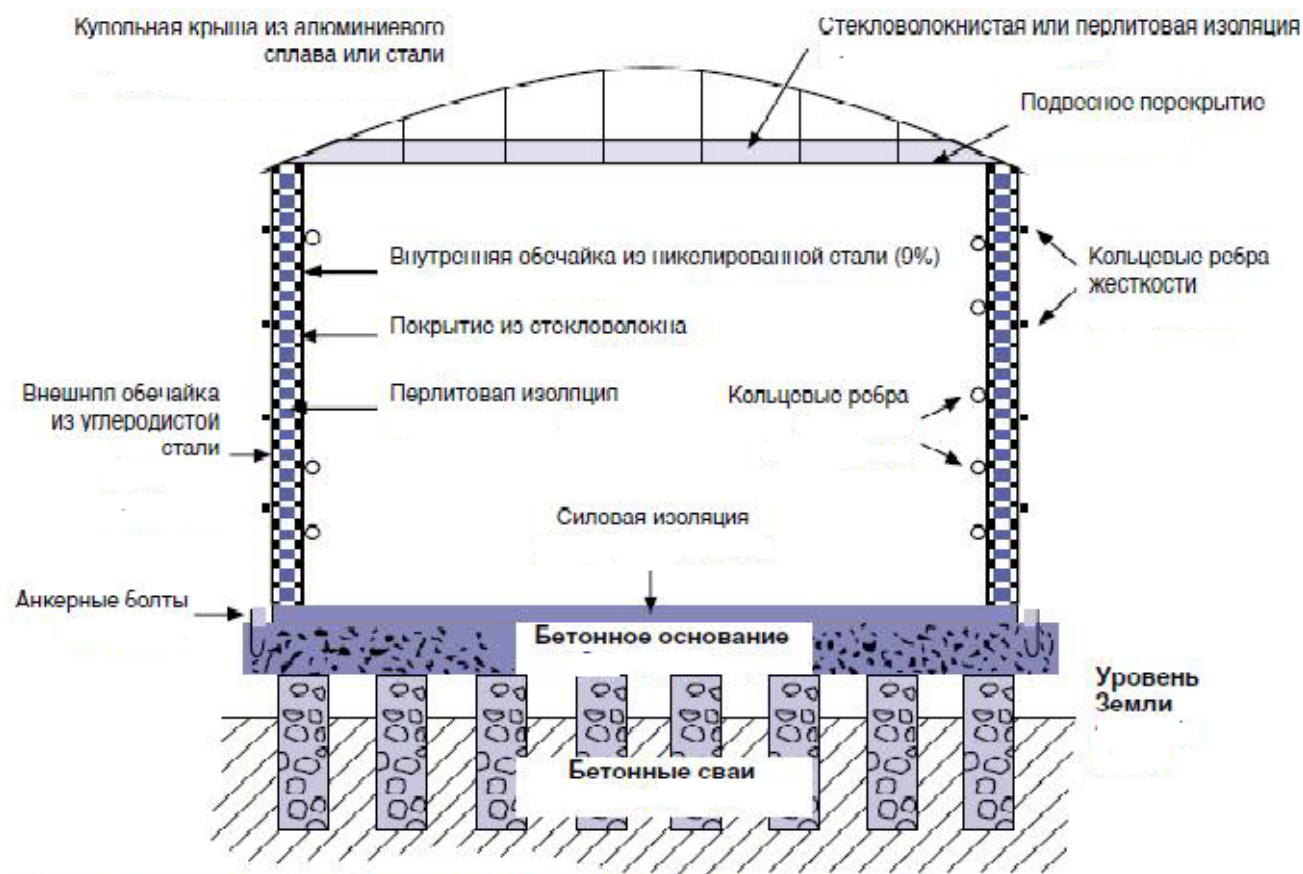 Купольная крыша из алюминиевого
сплава или стали
Стекловолокнистая или перлитовая изоляция
Подвесное перекрытие
Внутренняя обечайка из никелированной стали (9%)
Кольцевые ребра
жесткости
Покрытие из стекловолокна
Внешняя обечайка
из углеродистой
стали
Перлитовая изоляция
Кольцевые ребра
Силовая изоляция
Анкерные болты
Бетонное основание
Уровень
Земли
Бетонные сваи